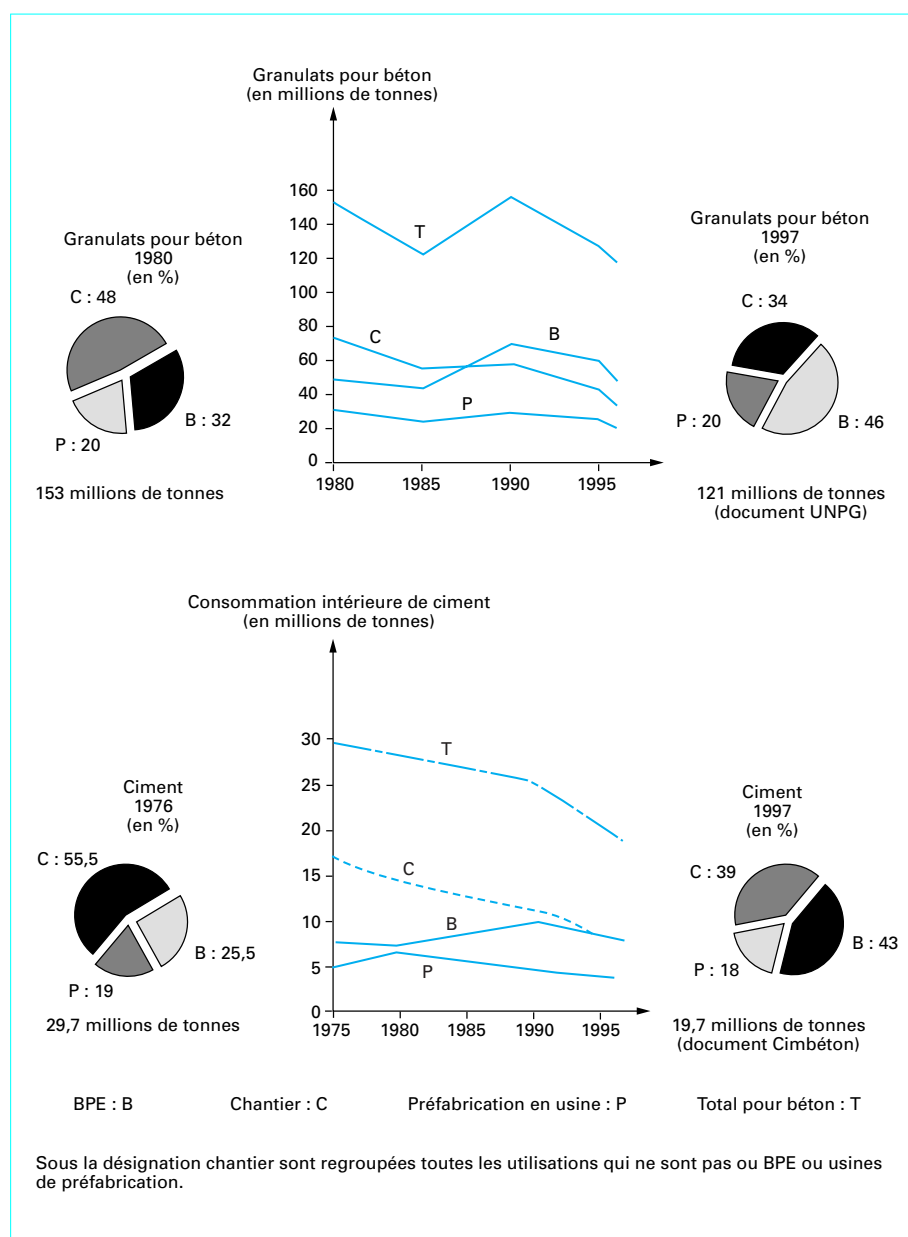 Granulats pour béton
(en millions de tonnes)
160
140
120
100
80
60
40
20
0
1980
1985
1990
1995
T
C
B
P
Granulats pour béton
1980
(en %)
C : 48
P : 20
B : 32
153 millions de tonnes
Granulats pour béton
1997
(en %)
C : 34
P : 20
B : 46
121 millions de tonnes
(document UNPG)
Consommation intérieure de ciment
(en millions de tonnes)
30
25
20
15
10
5
0
1975
1980
1985
1990
1995
T
C
B
P
Ciment
1976
(en %)
C : 55,5
B : 25,5
P : 19
29,7 millions de tonnes
Ciment
1997
(en %)
C : 39
B : 43
P : 18
19,7 millions de tonnes
(document Cimbéton)
BPE : B Chantier : C Préfabrication en usine : P Total pour béton : T
Sous la désignation chantier sont regroupées toutes les utilisations qui ne sont pas ou BPE ou usines
de préfabrication.